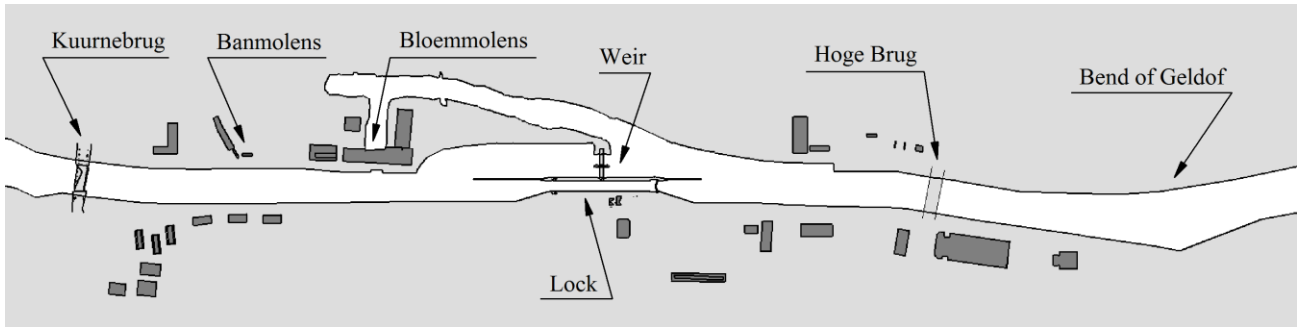 Kuurnebrug
Banmolens
Bloemmolens
Weir
Hoge Brug
Bend of Geldof
Lock